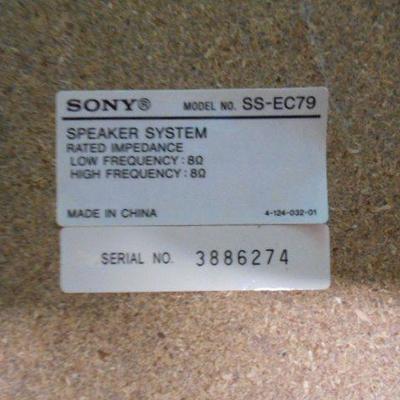 SONY® MODEL NO. SS-EC79
SPEAKER SYSTEM
RATED IMPEDANCE
LOW FREQUENCY : 8Ω
HIGH FREQUENCY : 8Ω
MADE IN CHINA 4-124-032-01
SERIAL NO. 3886274